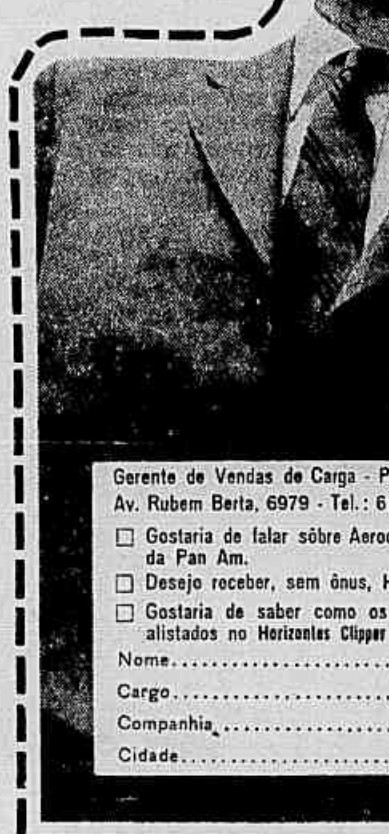 Gerente de Vendas de Carga - P
Av. Rubem Berta, 6979 - Tel.: 6
☐ Gostaria de falar sôbre Aeroc
da Pan Am.
☐ Desejo receber, sem ônus, H
☐ Gostaria de saber como os
alistados no Horizontes Clipper
Nome....................
Cargo...................
Companhia...............
Cidade..................